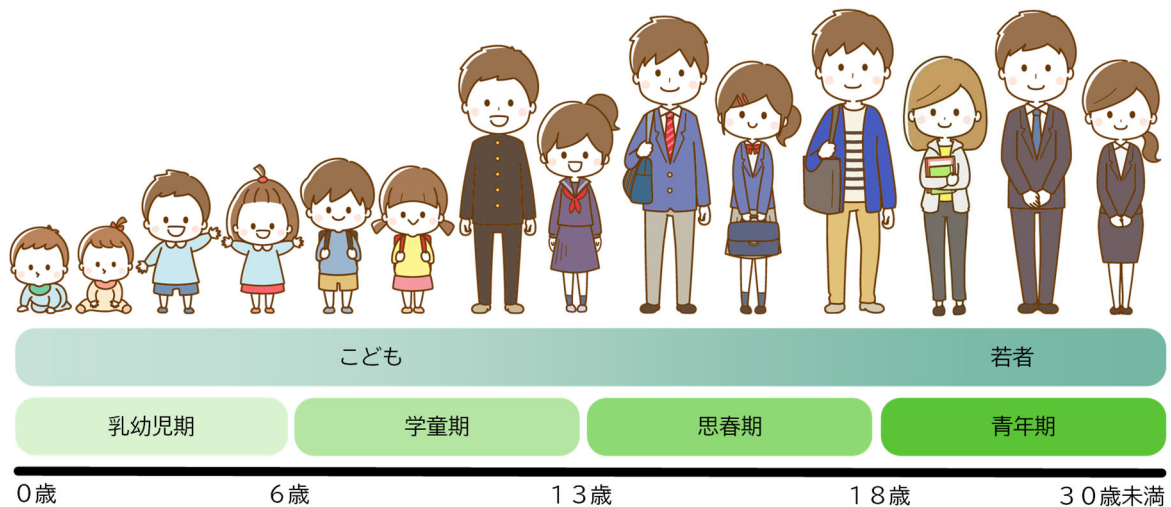 こども 若者
乳幼児期 学童期 思春期 青年期
０歳 ６歳 １３歳 １８歳 ３０歳未満